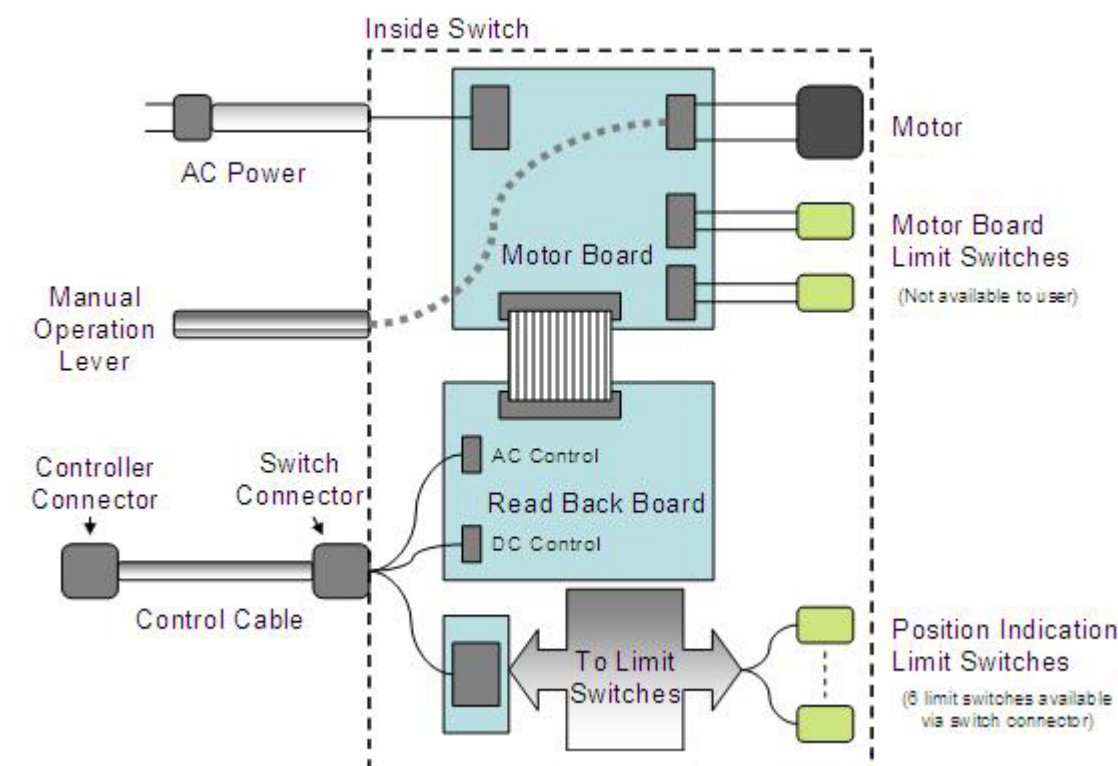 Inside Switch
AC Power
Motor
Motor Board
Motor Board
Limit Switches
(Not available to user)
Manual
Operation
Lever
AC Control
Read Back Board
DC Control
Controller
Connector
Switch
Connector
Control Cable
To Limit
Switches
Position Indication
Limit Switches
(6 limit switches available
via switch connector)